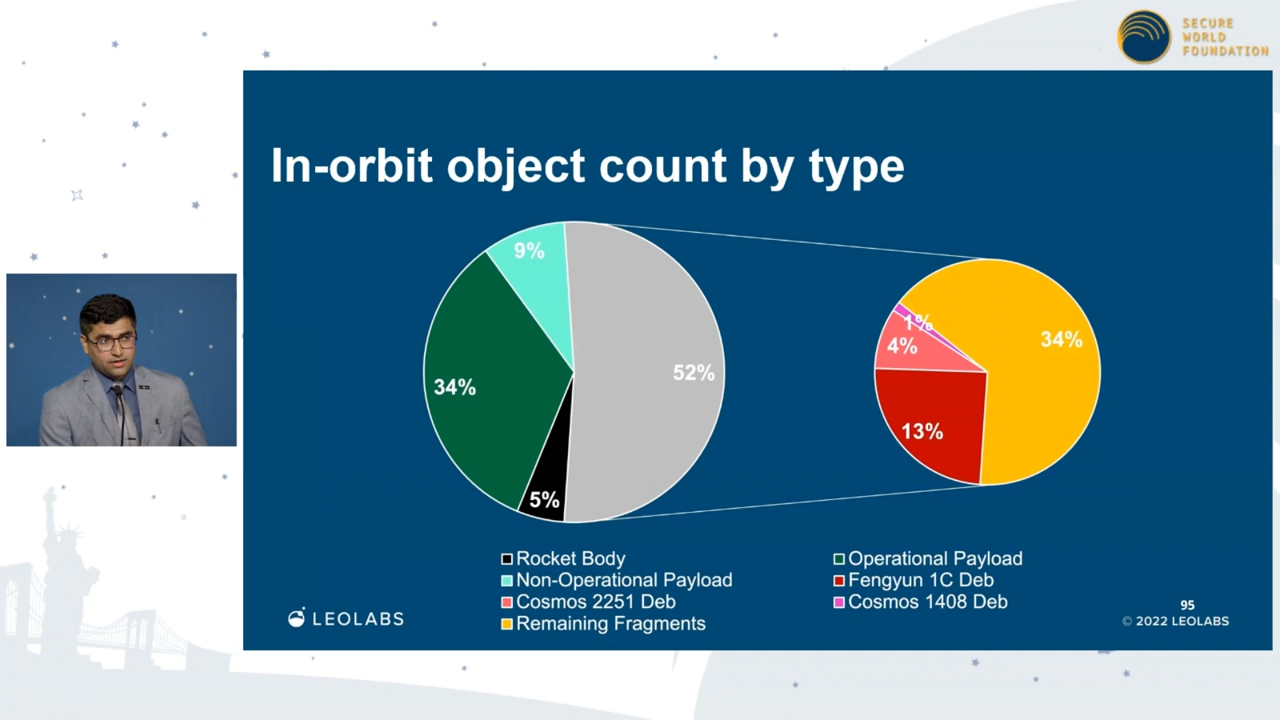 SECURE
WORLD
FOUNDATION
In-orbit object count by type
9%
34%
52%
5%
1%
4%
34%
13%
Rocket Body
Operational Payload
Non-Operational Payload
Fengyun 1C Deb
Cosmos 2251 Deb
Cosmos 1408 Deb
Remaining Fragments
LEOLABS
95
© 2022 LEOLABS